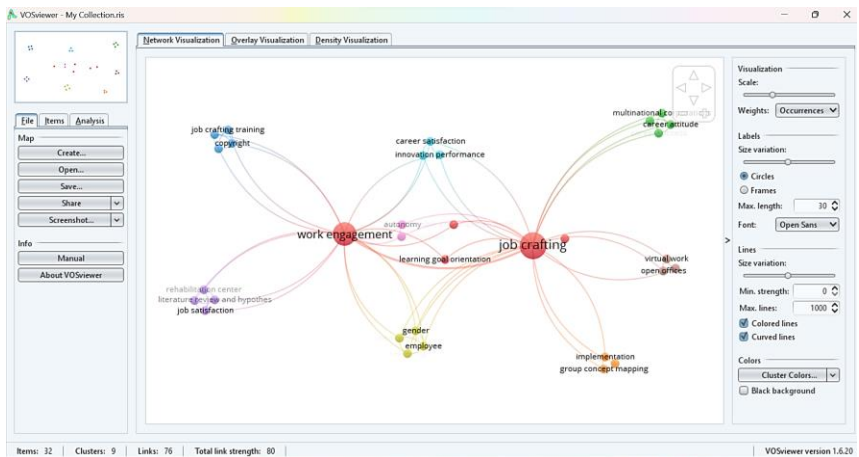 VOSviewer - My Collection.ris
Network Visualization Overlay Visualization Density Visualization
File Items Analysis
Map
Create...
Open...
Save...
Share
Screenshot...
Info
Manual
About VOSviewer
job crafting training
copyright
career satisfaction
innovation performance
multinational co
career attitude
autonomy
work engagement
job crafting
learning goal orientation
virtual work
open offices
rehabilitation center
literature review and hypothes
job satisfaction
gender
employee
implementation
group concept mapping
Visualization
Scale:
Weights: Occurrences
Labels
Size variation:
Circles
Frames
Max. length: 30
Font: Open Sans
>
Lines
Size variation:
Min. strength: 0
Max. lines: 1000
Colored lines
Curved lines
Colors
Cluster Colors...
Black background
Items: 32 Clusters: 9 Links: 76 Total link strength: 80 VOSviewer version 1.6.20